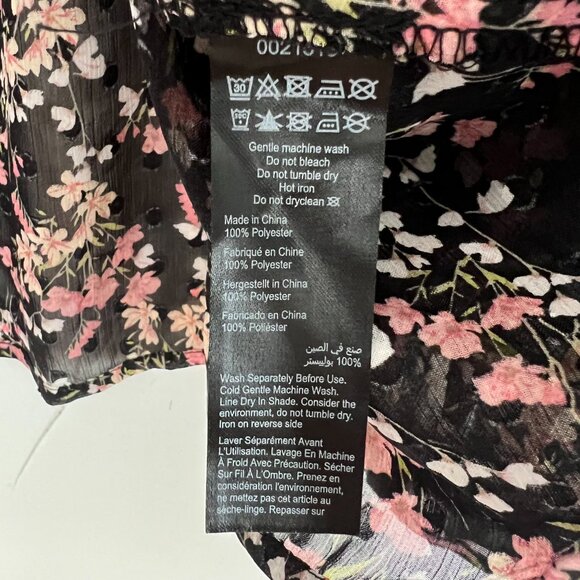 30
30C
Gentle machine wash
Do not bleach
Do not tumble dry
Hot iron
Do not dryclean
Made in China
100% Polyester
Fabriqué en Chine
100% Polyester
Hergestellt in China
100% Polyester
Fabricado en China
100% Poliéster
صنع في الصين
100% بوليستر
Wash Separately Before Use.
Cold Gentle Machine Wash.
Line Dry In Shade. Consider the
environment, do not tumble dry.
Iron on reverse side
Laver Séparément Avant
L'Utilisation. Lavage En Machine
À Froid Avec Précaution. Sécher
Sur Fil À L'Ombre. Prenez en
considération l'environnement,
ne mettez pas cet article au
sèche-linge. Repasser sur